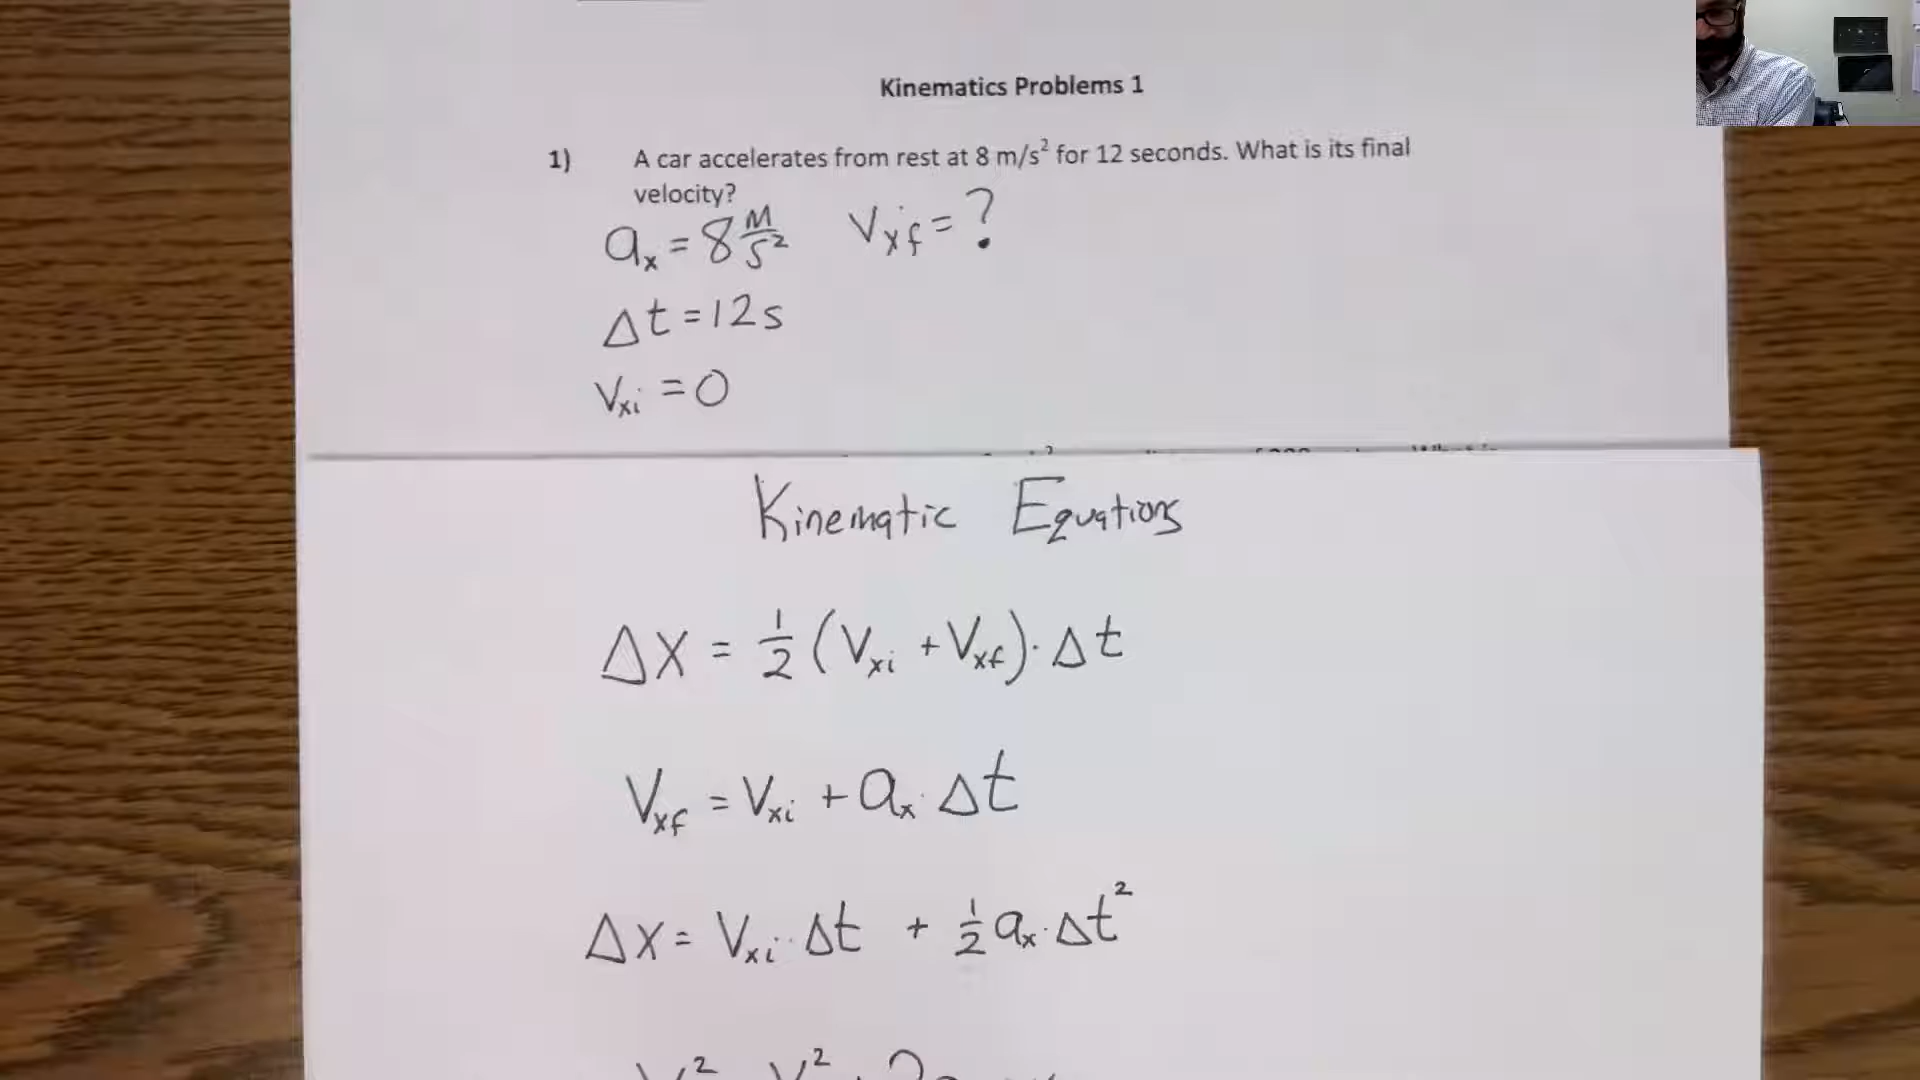 Kinematics Problems 1
1) A car accelerates from rest at 8 m/s² for 12 seconds. What is its final
velocity?
aₓ = 8 M/S² Vxf = ?
Δt = 12s
Vxi = 0
Kinematic Equations
ΔX = 1/2 (Vxi + Vxf) · Δt
Vxf = Vxi + aₓ · Δt
ΔX = Vxi · Δt + 1/2 aₓ · Δt²